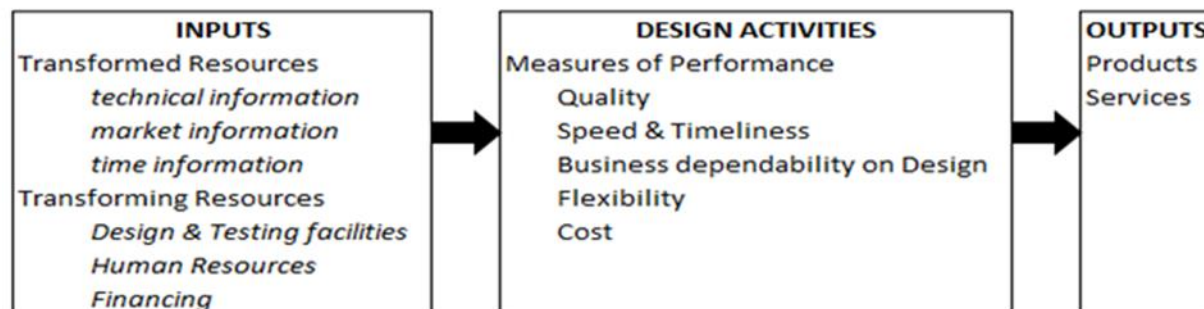 INPUTS
Transformed Resources
technical information
market information
time information
Transforming Resources
Design & Testing facilities
Human Resources
Financing
DESIGN ACTIVITIES
Measures of Performance
Quality
Speed & Timeliness
Business dependability on Design
Flexibility
Cost
OUTPUTS
Products
Services